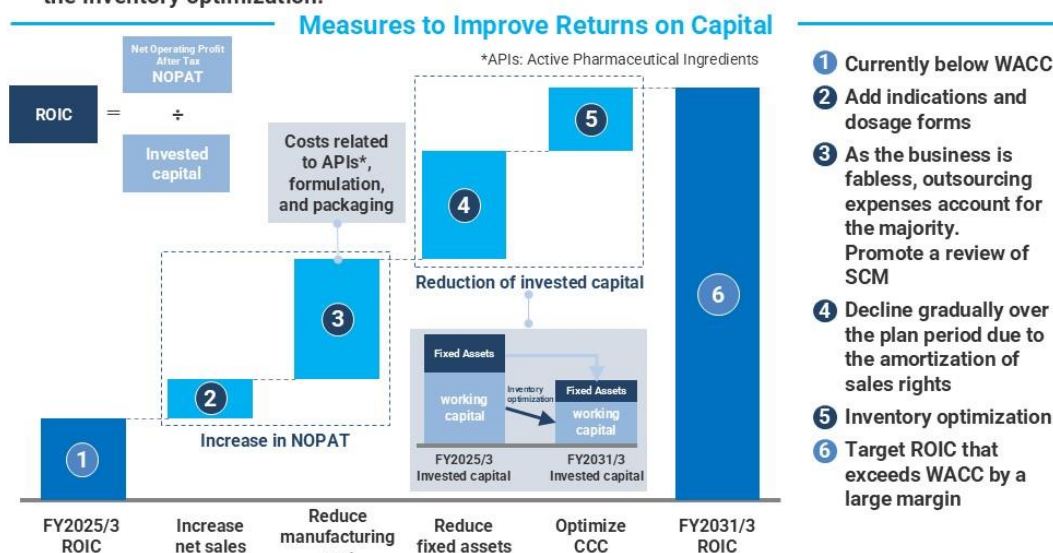 the inventory optimization.
Measures to Improve Returns on Capital
*APIs: Active Pharmaceutical Ingredients
Net Operating Profit
After Tax
NOPAT
ROIC
=
÷
Invested
capital
Costs related
to APIs*,
formulation,
and packaging
1
2
3
4
5
6
Increase in NOPAT
Reduction of invested capital
Fixed Assets
working
capital
Inventory
optimization
Fixed Assets
working
capital
FY2025/3
Invested capital
FY2031/3
Invested capital
FY2025/3
ROIC
Increase
net sales
Reduce
manufacturing
Reduce
fixed assets
Optimize
CCC
FY2031/3
ROIC
1 Currently below WACC
2 Add indications and
dosage forms
3 As the business is
fabless, outsourcing
expenses account for
the majority.
Promote a review of
SCM
4 Decline gradually over
the plan period due to
the amortization of
sales rights
5 Inventory optimization
6 Target ROIC that
exceeds WACC by a
large margin